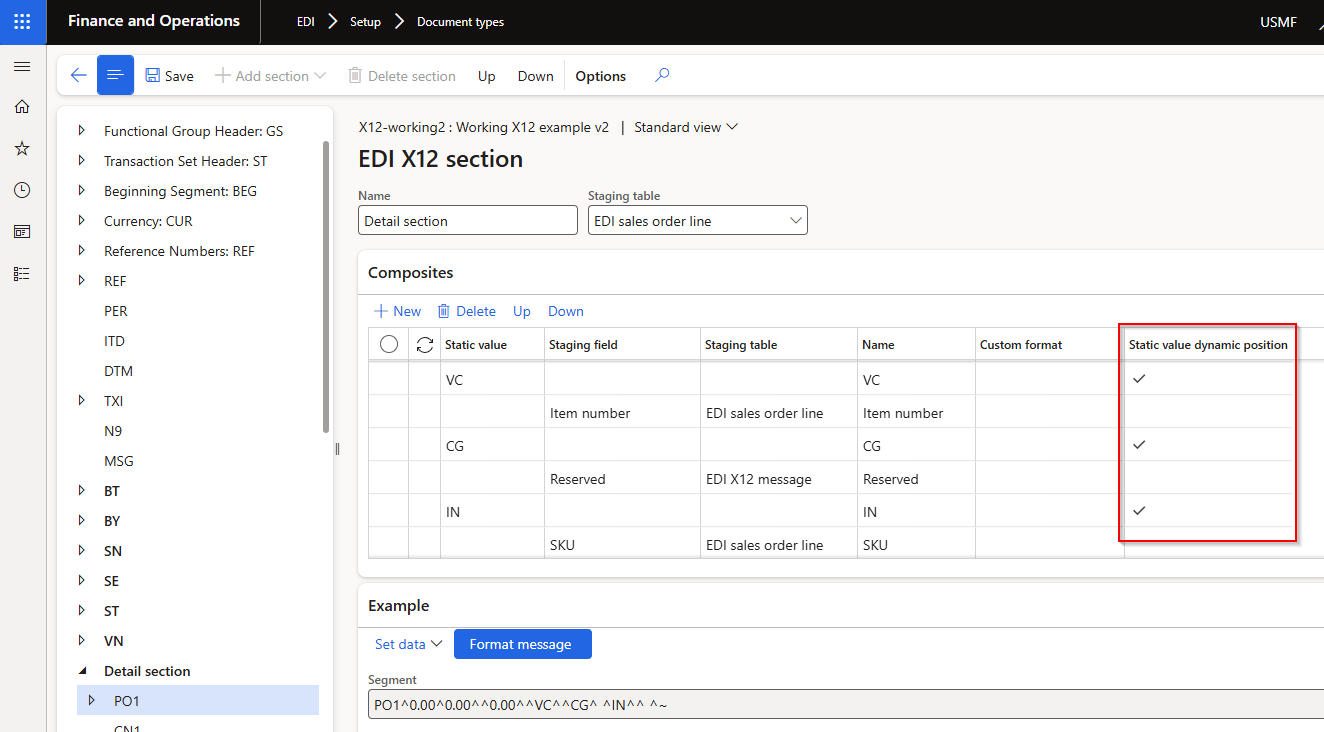 Finance and Operations EDI Setup Document types USMF
Save Add section Delete section Up Down Options
Functional Group Header: GS
Transaction Set Header: ST
Beginning Segment: BEG
Currency: CUR
Reference Numbers: REF
REF
PER
ITD
DTM
TXI
N9
MSG
BT
BY
SN
SE
ST
VN
Detail section
PO1
CN1
X12-working2 : Working X12 example v2 | Standard view
EDI X12 section
Name Staging table
Detail section EDI sales order line
Composites
New Delete Up Down
Static value Staging field Staging table Name Custom format Static value dynamic position
VC VC
Item number EDI sales order line Item number
CG CG
Reserved EDI X12 message Reserved
IN IN
SKU EDI sales order line SKU
Example
Set data Format message
Segment
PO1^0.00^0.00^^0.00^^VC^^CG^ ^IN^^ ^~